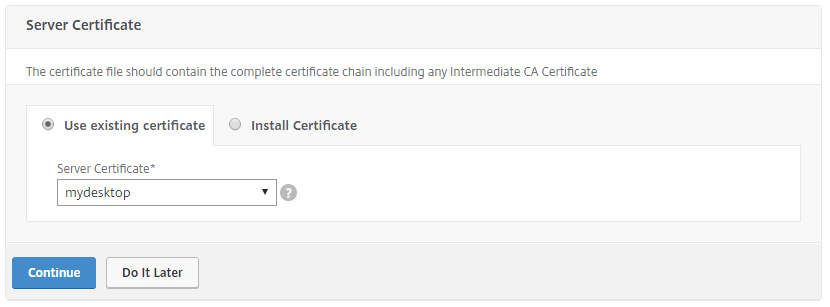 Server Certificate
The certificate file should contain the complete certificate chain including any Intermediate CA Certificate
Use existing certificate Install Certificate
Server Certificate*
mydesktop ?
Continue Do It Later